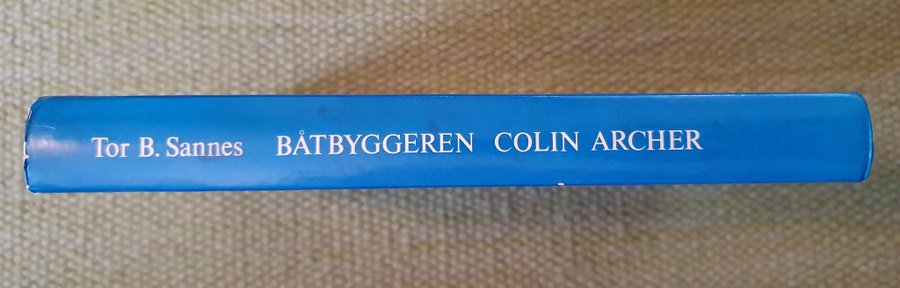 Tor B. Sannes BÅTBYGGEREN COLIN ARCHER